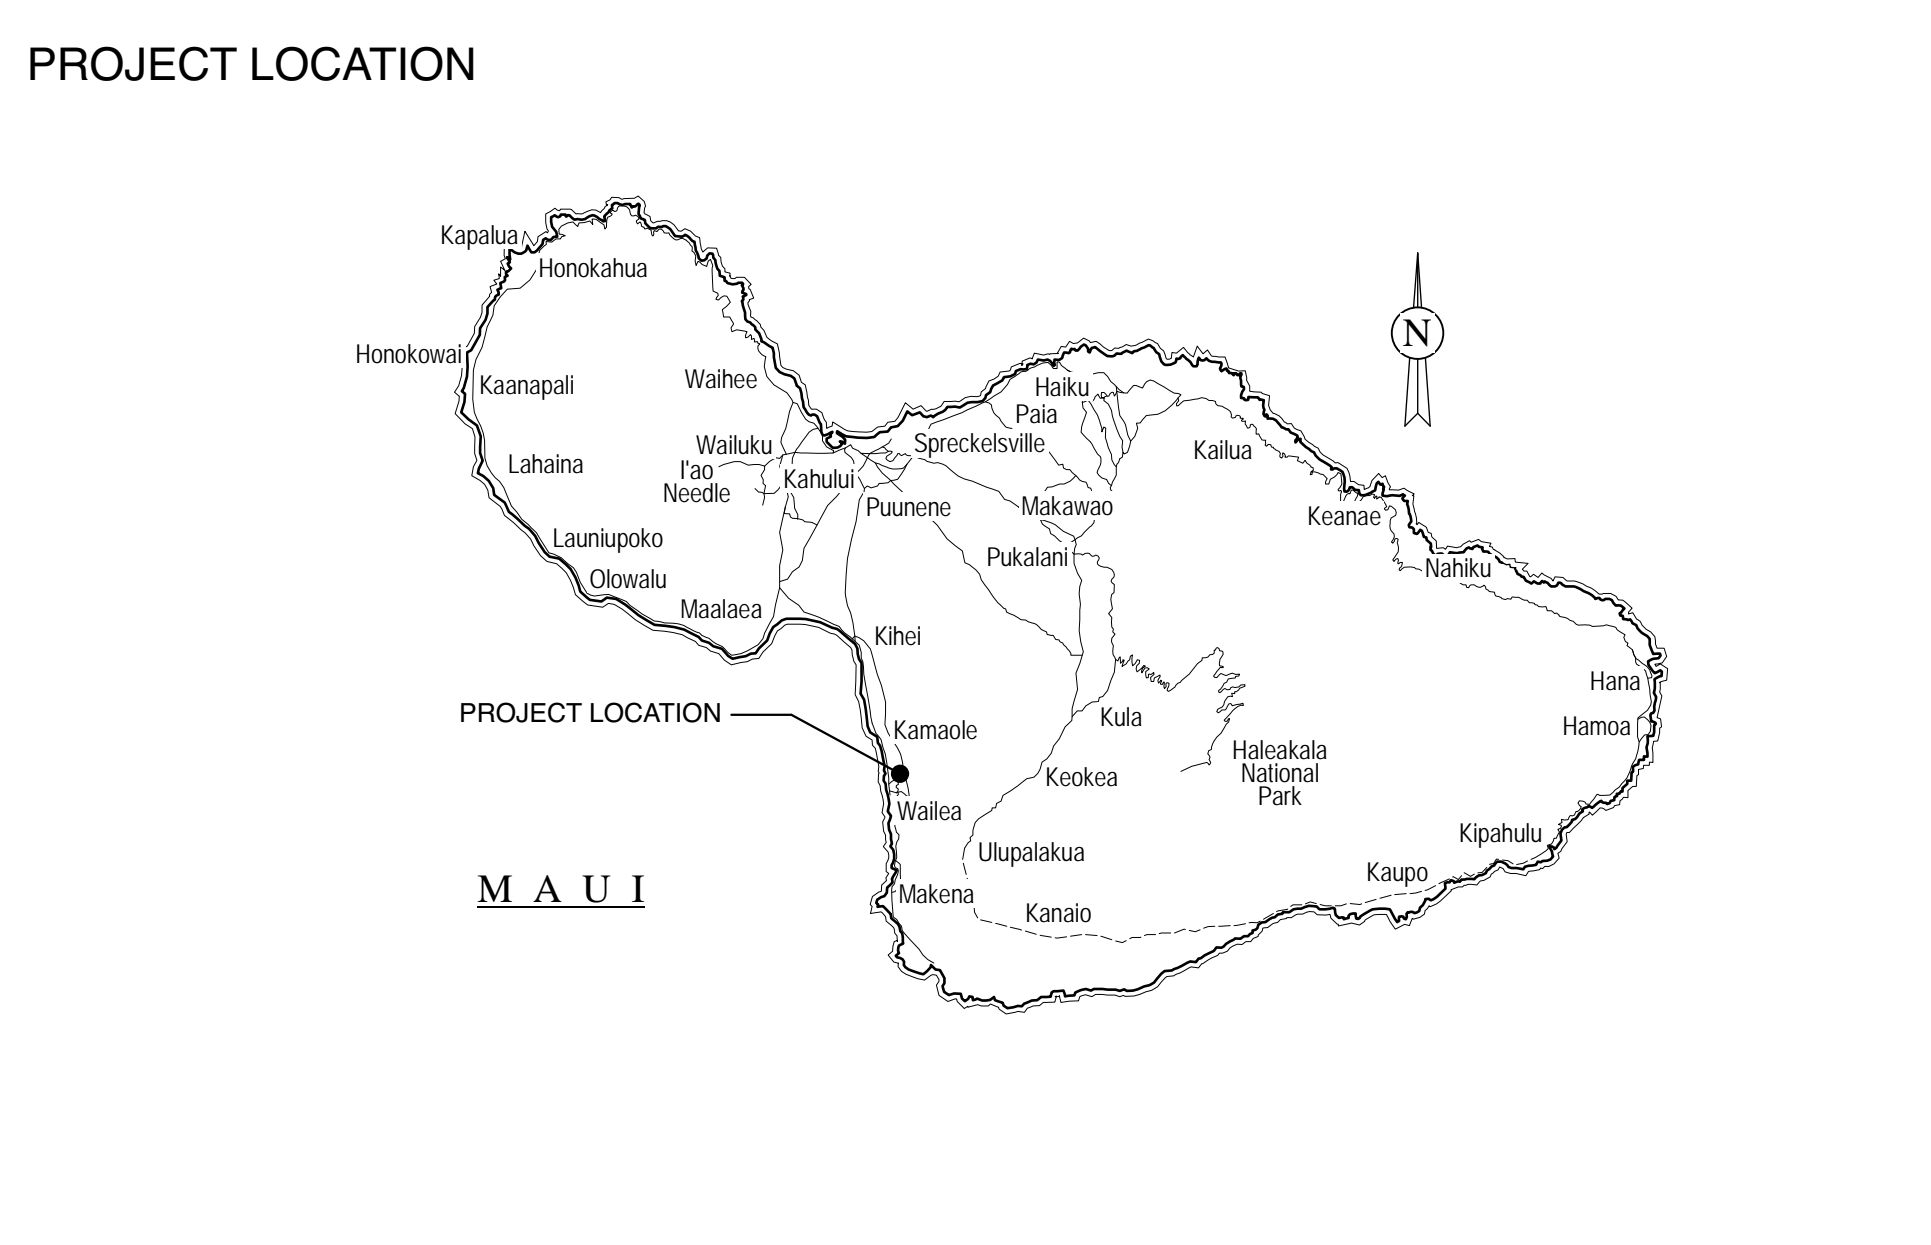 PROJECT LOCATION
Kapalua
Honokahua
Honokowai
Kaanapali
Waihee
Haiku
Paia
Wailuku
Spreckelsville
Kailua
Lahaina
I'ao
Needle
Kahului
Puunene
Makawao
Keanae
Launiupoko
Pukalani
Nahiku
Olowalu
Maalaea
Kihei
Hana
PROJECT LOCATION
Kula
Hamoa
Kamaole
Haleakala
National
Park
Keokea
Wailea
Kipahulu
Ulupalakua
Kaupo
MAUI
Makena
Kanaio
N